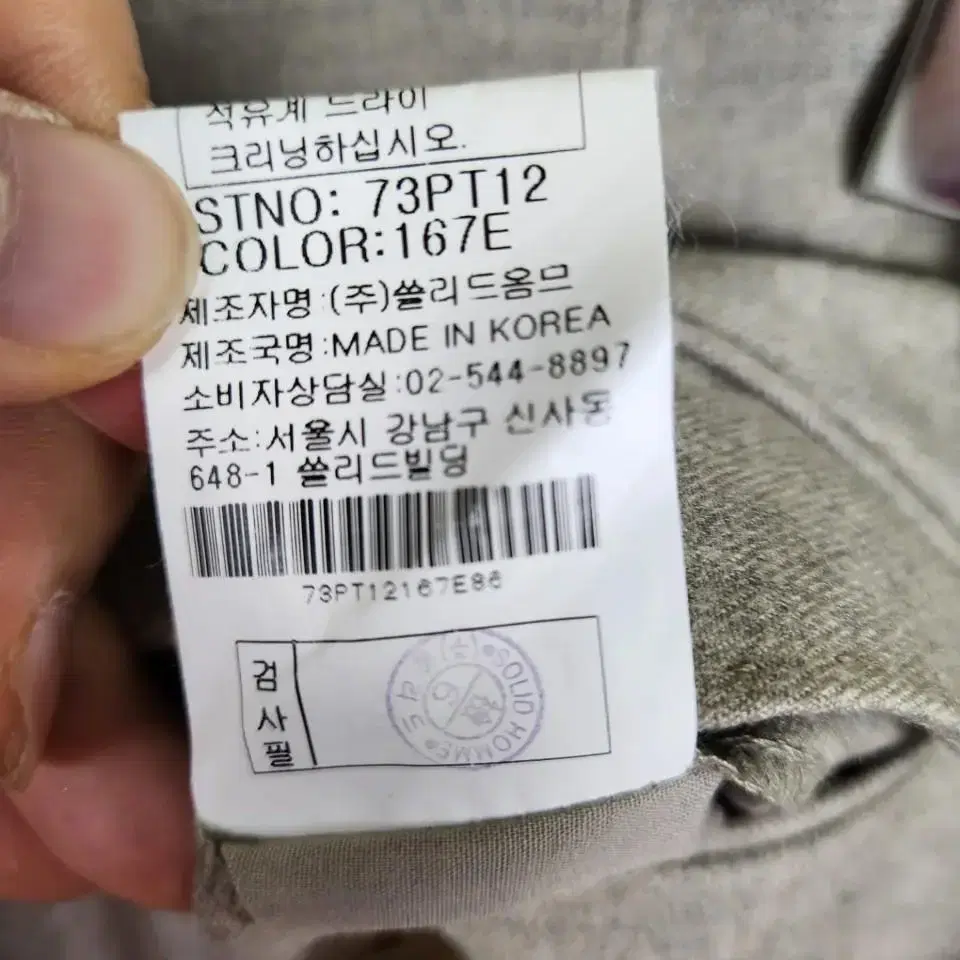 석유계 드라이
크리닝하십시오.
STNO: 73PT12
COLOR:167E
제조자명:(주)쏠리드옴므
제조국명:MADE IN KOREA
소비자상담실:02-544-8897
주소:서울시 강남구 신사동
648-1 쏠리드빌딩
73PT12167E86
검사필
SOLID HOMME